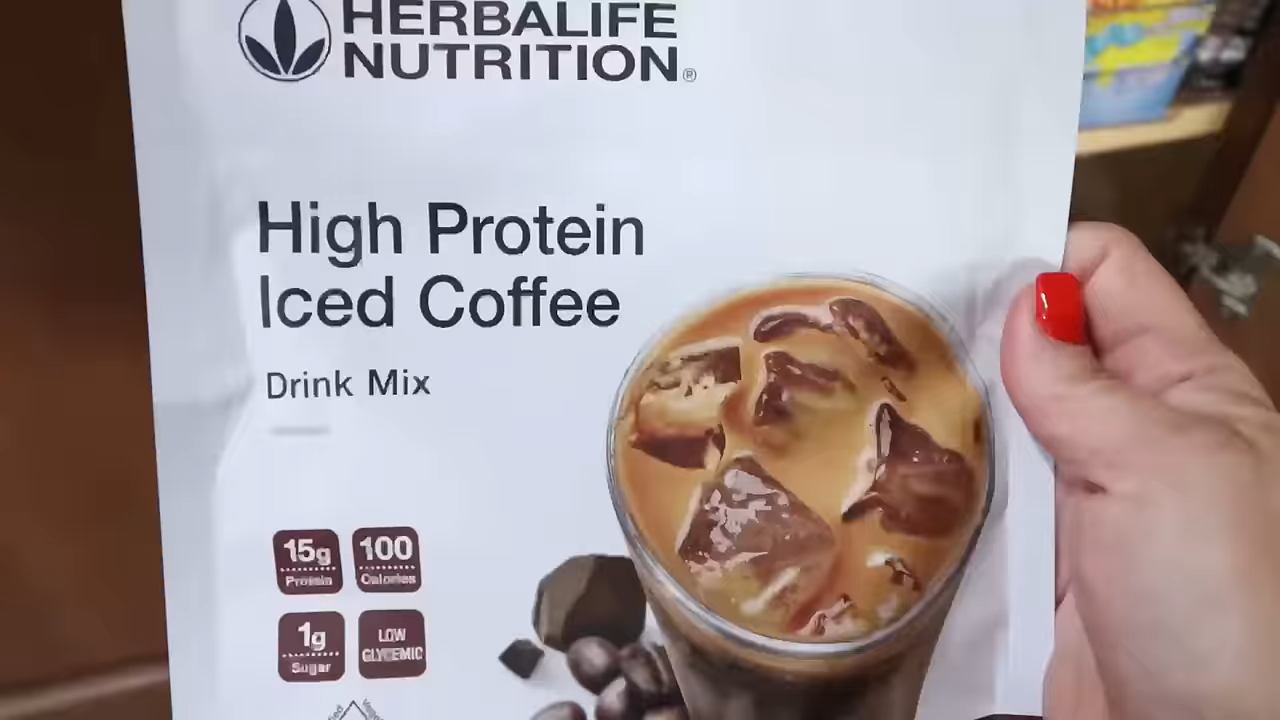 HERBALIFE
NUTRITION®
High Protein
Iced Coffee
Drink Mix
15g
Protein
100
Calories
1g
Sugar
LOW
GLYCEMIC